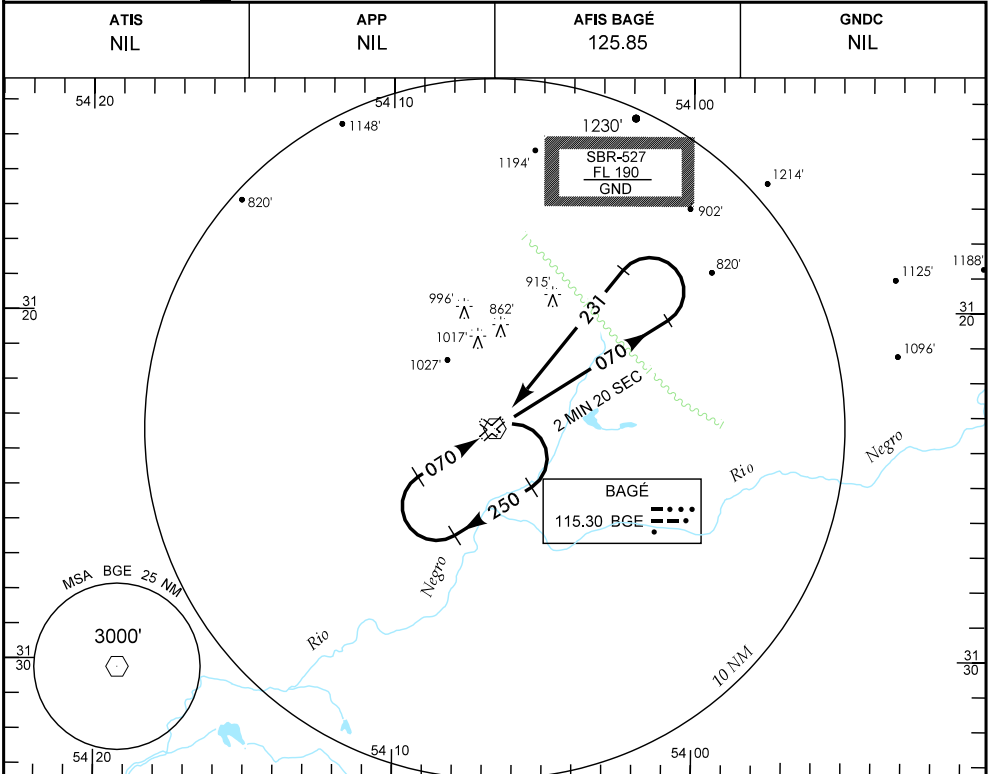 ATIS
NIL
APP
NIL
AFIS BAGÉ
125.85
GNDC
NIL
54 20
54 10
54 00
1148'
1230'
1194'
SBR-527
FL 190
GND
1214'
820'
902'
820'
1125'
1188'
915'
996'
862'
1017'
1027'
1096'
31
20
31
20
231
070
2 MIN 20 SEC
070
250
BAGÉ
115.30 BGE
Rio
Negro
Negro
Rio
MSA BGE 25 NM
3000'
10 NM
31
30
31
30
54 20
54 10
54 00